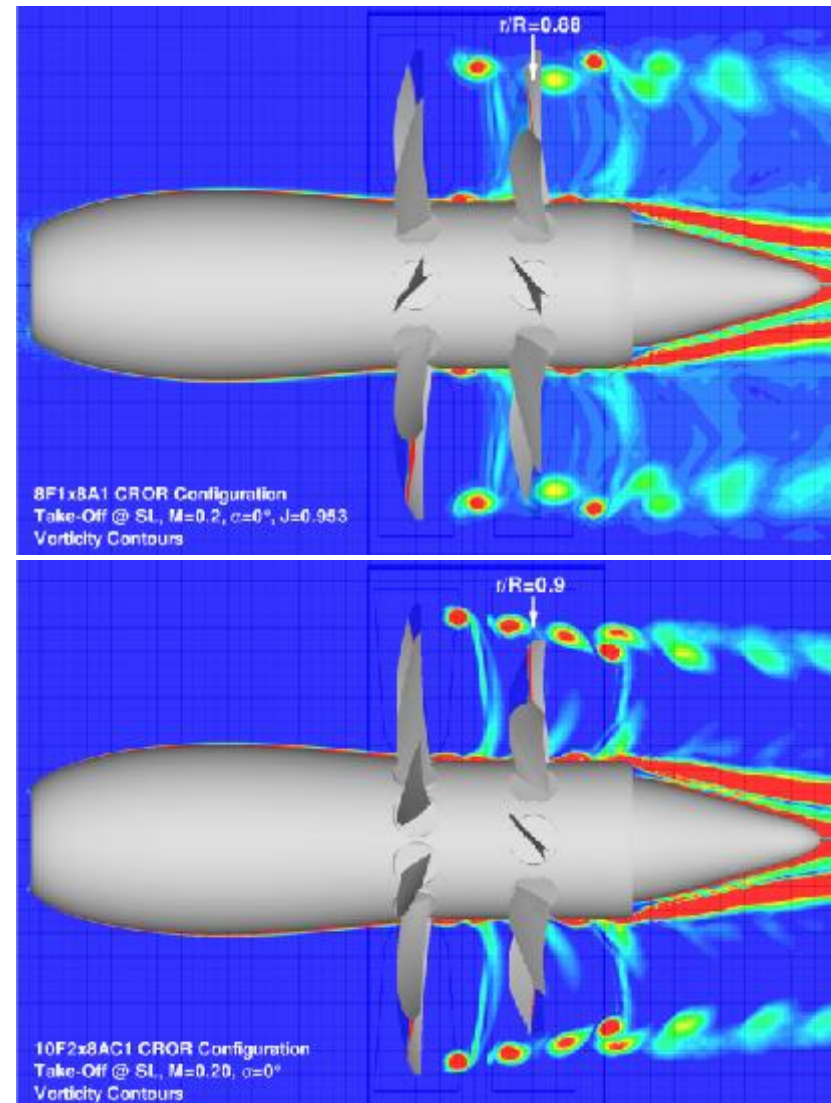 r/R=0.88
8F1x8A1 CROR Configuration
Take-Off @ SL, M=0.2, α=0°, J=0.953
Vorticity Contours
r/R=0.9
10F2x8AC1 CROR Configuration
Take-Off @ SL, M=0.20, α=0°
Vorticity Contours